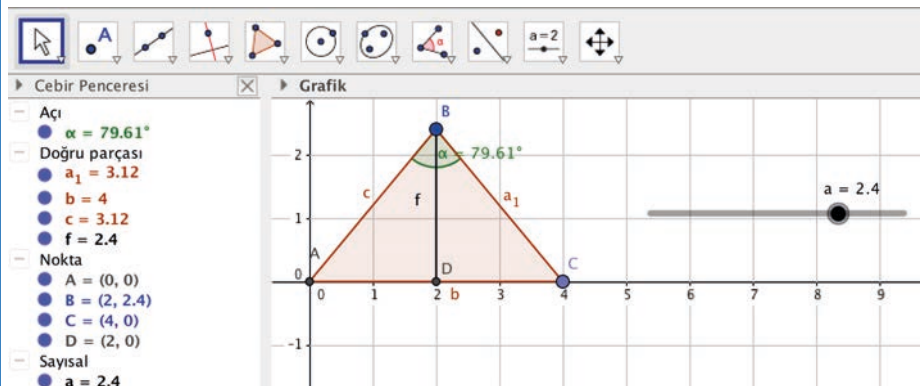 A
α
a=2
Cebir Penceresi
Grafik
Açı
α = 79.61°
Doğru parçası
a₁ = 3.12
b = 4
c = 3.12
f = 2.4
Nokta
A = (0, 0)
B = (2, 2.4)
C = (4, 0)
D = (2, 0)
Sayısal
a = 2.4
B
2
α = 79.61°
c
f
a₁
a = 2.4
1
A
D
C
0
0 1 2 b 3 4 5 6 7 8 9
-1